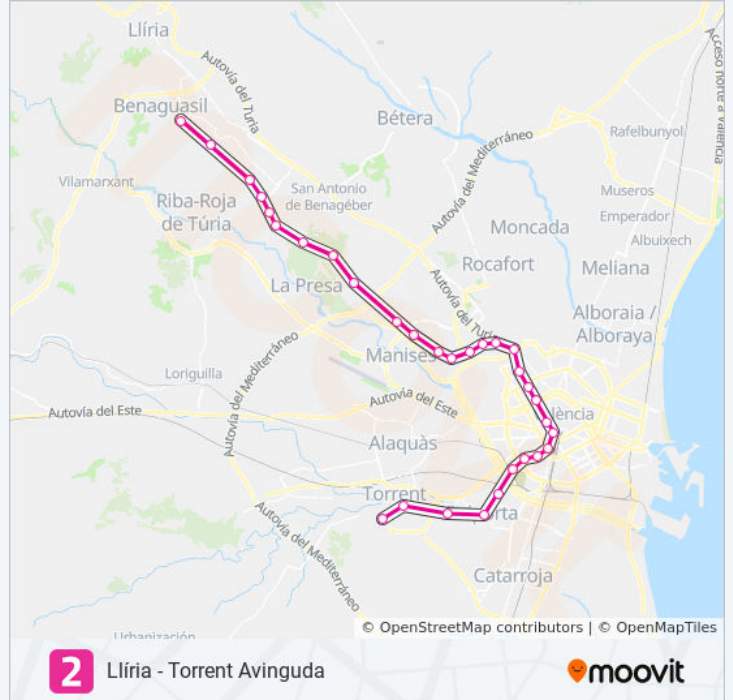 Llíria
Autovía del Turia
Acceso norte a Valencia
Benaguasil
Bétera
Rafelbunyol
Autovía del Mediterráneo
Vilamarxant
San Antonio
de Benagéber
Museros
Riba-Roja
de Túria
Emperador
Moncada
Albuixech
Rocafort
Meliana
La Presa
Autovía del Turia
Alboraia /
Alboraya
Manises
Loriguilla
Autovía del Mediterráneo
Autovía del Este
Autovía del Este
lència
Alaquàs
Torrent
orta
Autovía del Mediterráneo
Catarroja
Urbanización
© OpenStreetMap contributors | © OpenMapTiles
2 Llíria - Torrent Avinguda
moovit